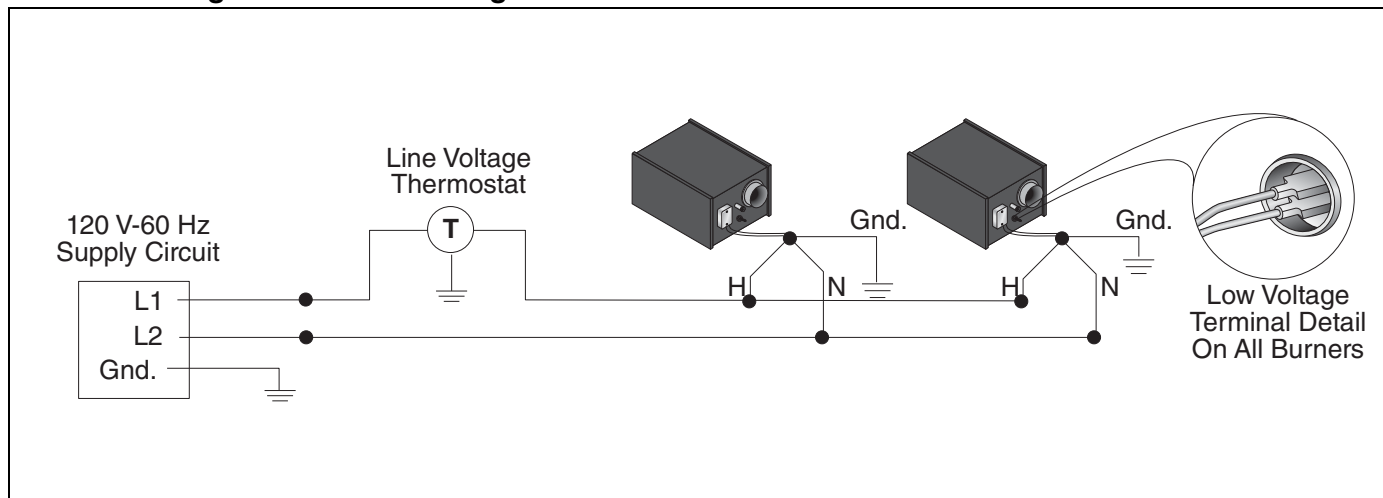 120 V-60 Hz
Supply Circuit
L1
L2
Gnd.
Line Voltage
Thermostat
T
Gnd.
H
N
Gnd.
H
N
Low Voltage
Terminal Detail
On All Burners